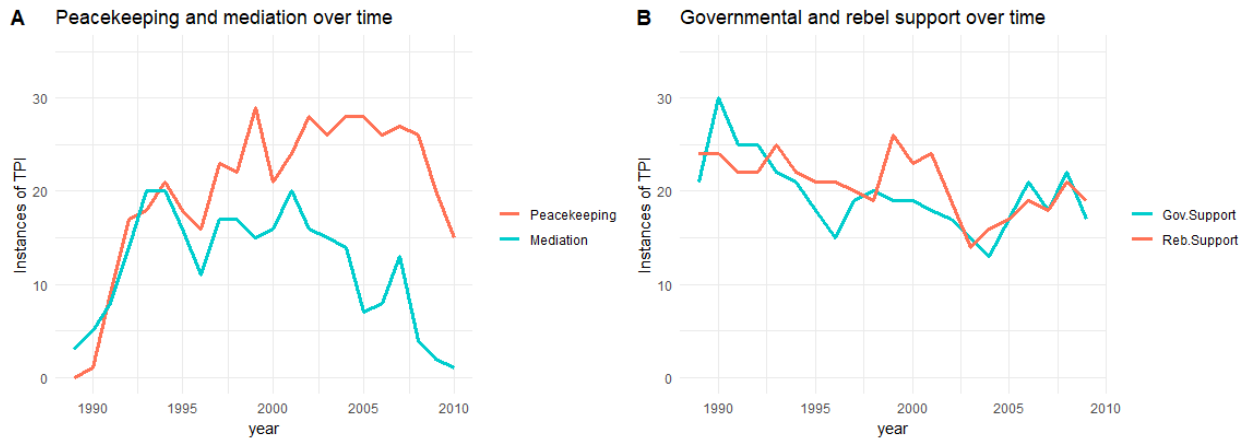 A Peacekeeping and mediation over time
Instances of TPI
30
20
10
0
1990 1995 2000 2005 2010
year
Peacekeeping
Mediation
B Governmental and rebel support over time
Instances of TPI
30
20
10
0
1990 1995 2000 2005 2010
year
Gov.Support
Reb.Support